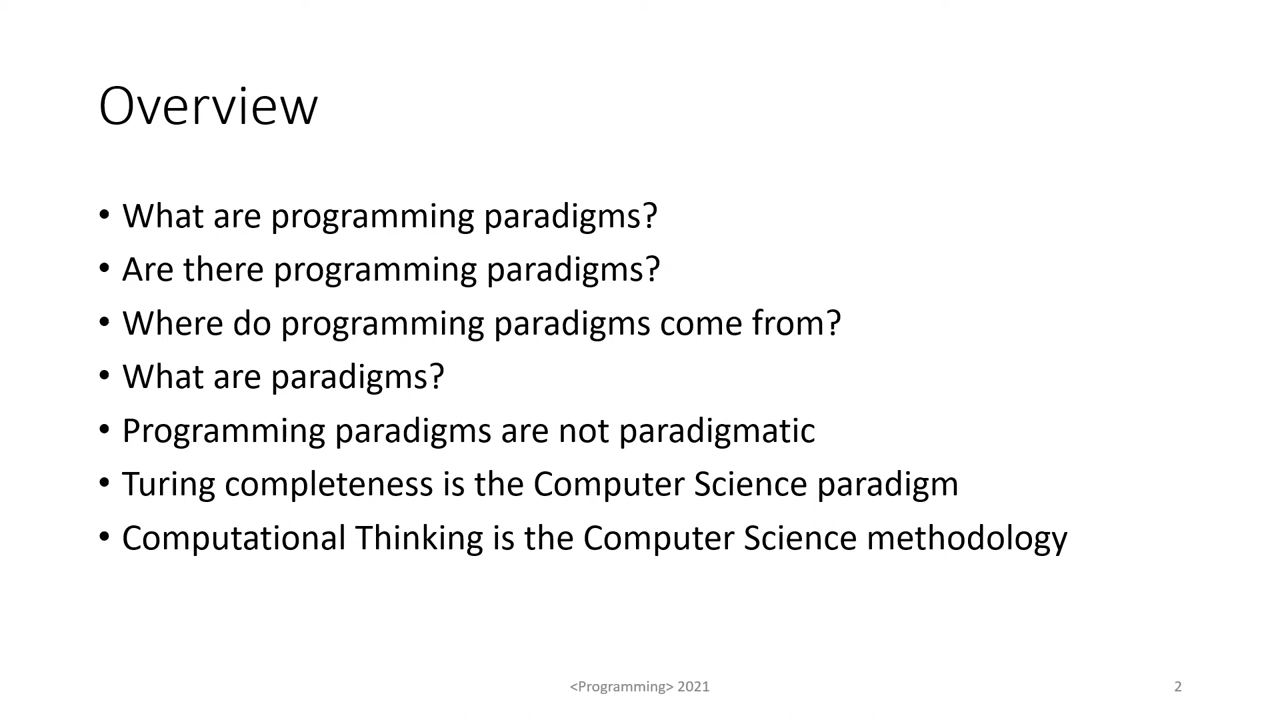 Overview
• What are programming paradigms?
• Are there programming paradigms?
• Where do programming paradigms come from?
• What are paradigms?
• Programming paradigms are not paradigmatic
• Turing completeness is the Computer Science paradigm
• Computational Thinking is the Computer Science methodology
<Programming> 2021
2